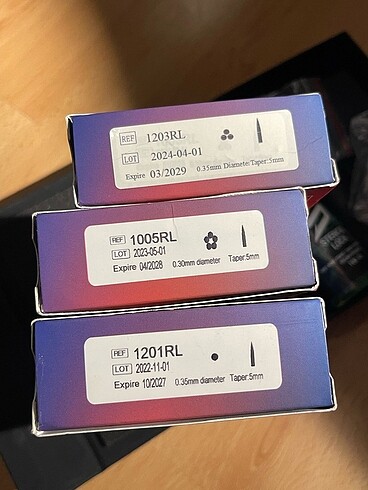 REF 1203RL
LOT 2024-04-01
Expire 03/2029 0.35mm Diamete/Taper:5mm
REF 1005RL
LOT 2023-05-01
Expire 04/2028 0.30mm diameter Taper:5mm
REF 1201RL
LOT 2022-11-01
Expire 10/2027 0.35mm diameter Taper:5mm